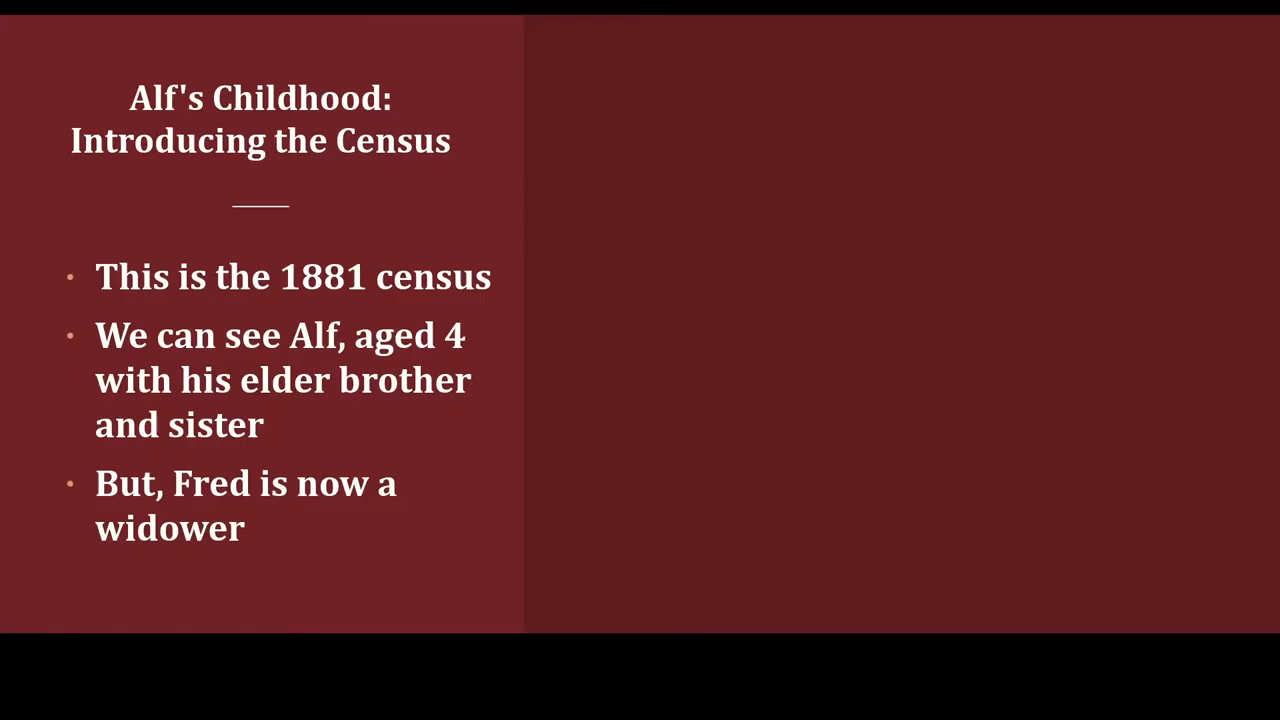 Alf's Childhood:
Introducing the Census
• This is the 1881 census
• We can see Alf, aged 4
with his elder brother
and sister
• But, Fred is now a
widower